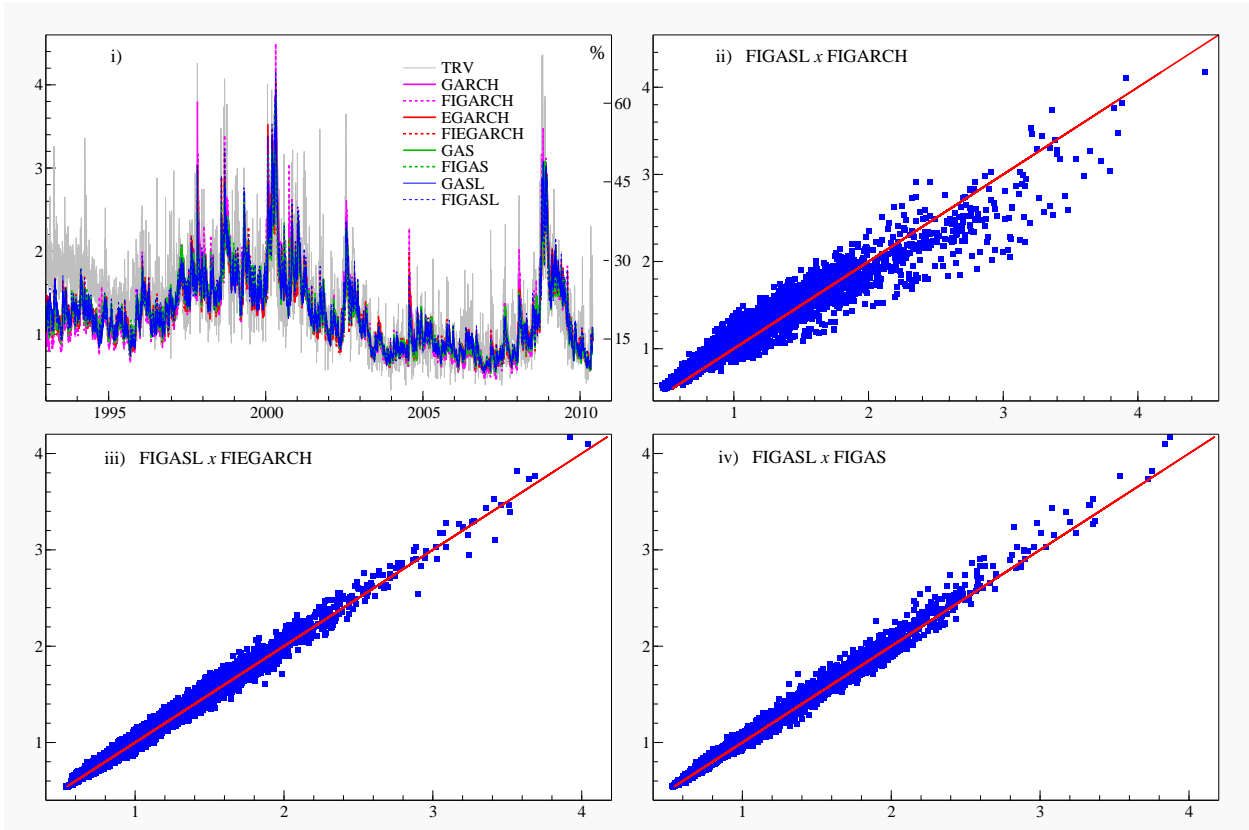 i)
%
TRV
GARCH
FIGARCH
EGARCH
FIEGARCH
GAS
FIGAS
GASL
FIGASL
4
3
2
1
60
45
30
15
1995 2000 2005 2010
ii) FIGASL x FIGARCH
4
3
2
1
1 2 3 4
iii) FIGASL x FIEGARCH
4
3
2
1
1 2 3 4
iv) FIGASL x FIGAS
4
3
2
1
1 2 3 4